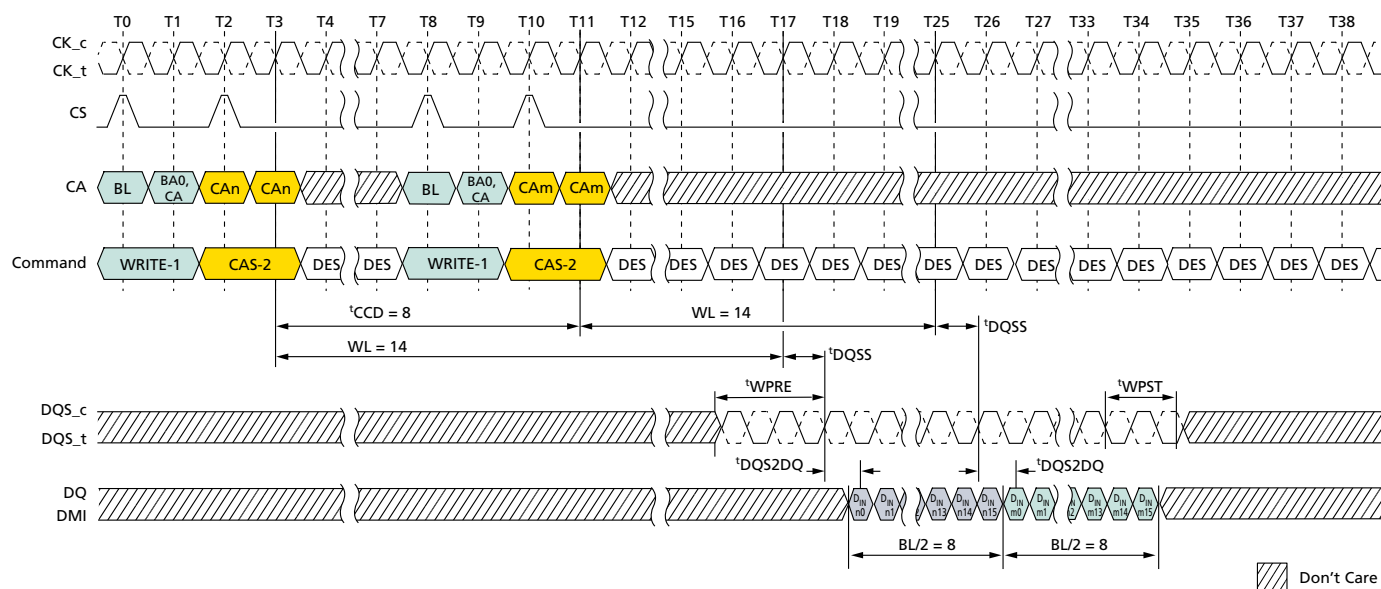 T0 T1 T2 T3 T4 T7 T8 T9 T10 T11 T12 T15 T16 T17 T18 T19 T25 T26 T27 T33 T34 T35 T36 T37 T38
CK_c
CK_t
CS
CA BL BA0, CA CAn CAn BL BA0, CA CAm CAm
Command WRITE-1 CAS-2 DES DES WRITE-1 CAS-2 DES DES DES DES DES DES DES DES DES DES DES DES DES DES DES
tCCD = 8 WL = 14 tDQSS
WL = 14 tDQSS
tWPRE tWPST
DQS_c
DQS_t
tDQS2DQ tDQS2DQ
DQ
DMI
DIN n0 DIN n1 DIN n13 DIN n14 DIN n15 DIN m0 DIN m1 DIN m13 DIN m14 DIN m15
BL/2 = 8 BL/2 = 8
Don't Care